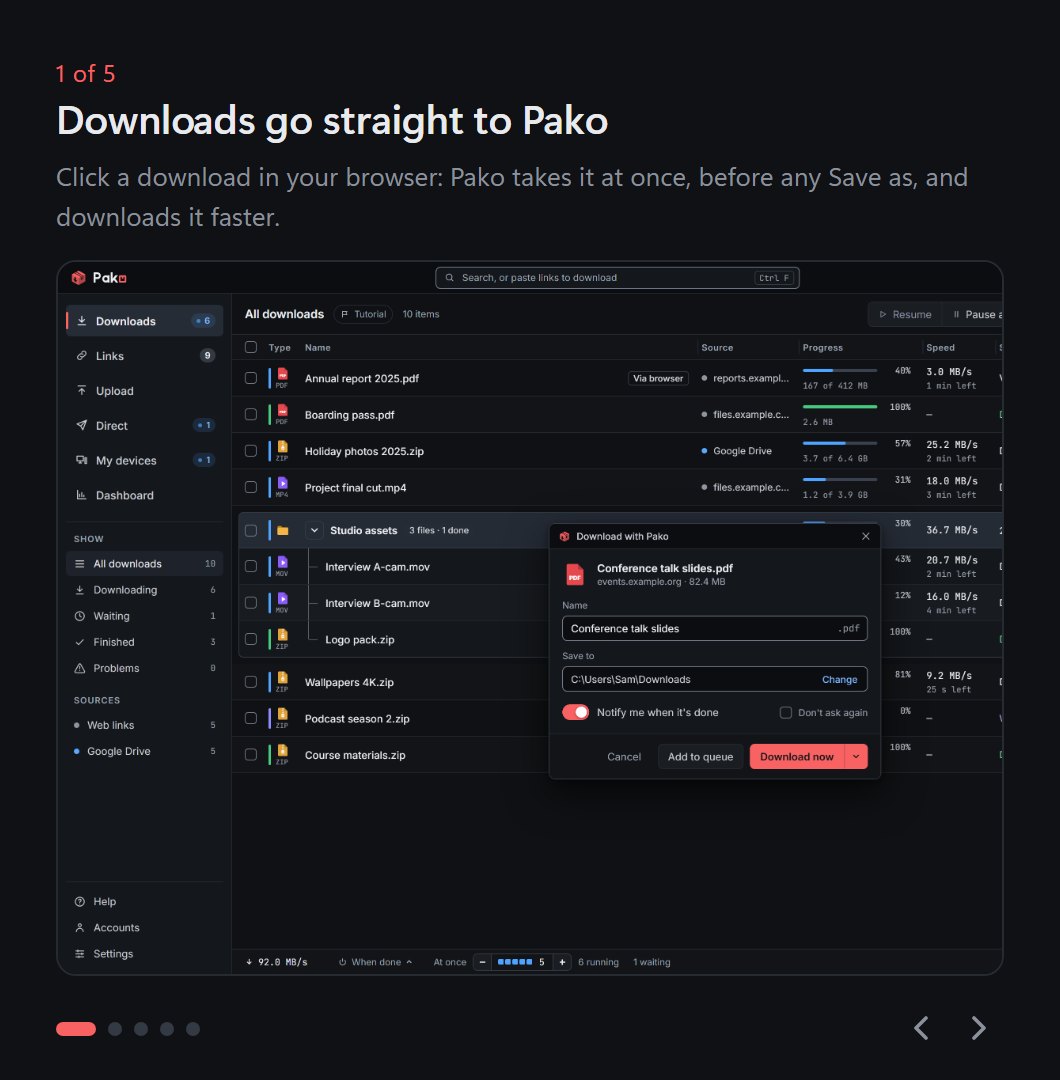 1 of 5
Downloads go straight to Pako
Click a download in your browser: Pako takes it at once, before any Save as, and
downloads it faster.
Pako
Search, or paste links to download
Ctrl F
Downloads
6
Links
9
Upload
Direct
1
My devices
1
Dashboard
SHOW
All downloads
10
Downloading
6
Waiting
1
Finished
3
Problems
0
SOURCES
Web links
5
Google Drive
5
Help
Accounts
Settings
All downloads
Tutorial
10 items
Resume
Pause a
Type
Name
Source
Progress
Speed
PDF
Annual report 2025.pdf
Via browser
reports.exampl...
40%
167 of 412 MB
3.0 MB/s
1 min left
PDF
Boarding pass.pdf
files.example.c...
100%
2.6 MB
–
ZIP
Holiday photos 2025.zip
Google Drive
57%
3.7 of 6.4 GB
25.2 MB/s
2 min left
MP4
Project final cut.mp4
files.example.c...
31%
1.2 of 3.9 GB
18.0 MB/s
3 min left
Studio assets
3 files · 1 done
30%
36.7 MB/s
MOV
Interview A-cam.mov
43%
20.7 MB/s
2 min left
MOV
Interview B-cam.mov
12%
16.0 MB/s
4 min left
ZIP
Logo pack.zip
100%
–
ZIP
Wallpapers 4K.zip
81%
9.2 MB/s
25 s left
ZIP
Podcast season 2.zip
0%
–
ZIP
Course materials.zip
100%
–
Download with Pako
PDF
Conference talk slides.pdf
events.example.org · 82.4 MB
Name
Conference talk slides
.pdf
Save to
C:\Users\Sam\Downloads
Change
Notify me when it's done
Don't ask again
Cancel
Add to queue
Download now
92.0 MB/s
When done
At once
−
5
+
6 running
1 waiting